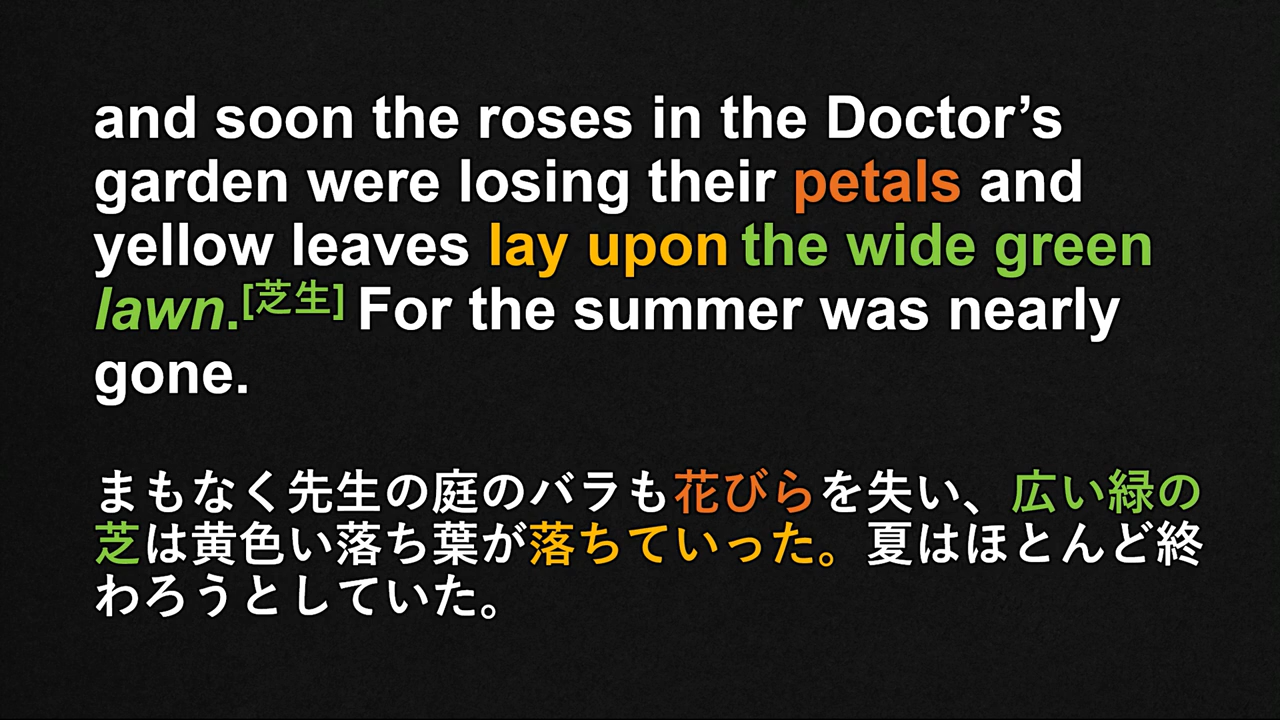 and soon the roses in the Doctor’s
garden were losing their petals and
yellow leaves lay upon the wide green
lawn.[芝生] For the summer was nearly
gone.
まもなく先生の庭のバラも花びらを失い、広い緑の
芝は黄色い落ち葉が落ちていった。夏はほとんど終
わろうとしていた。